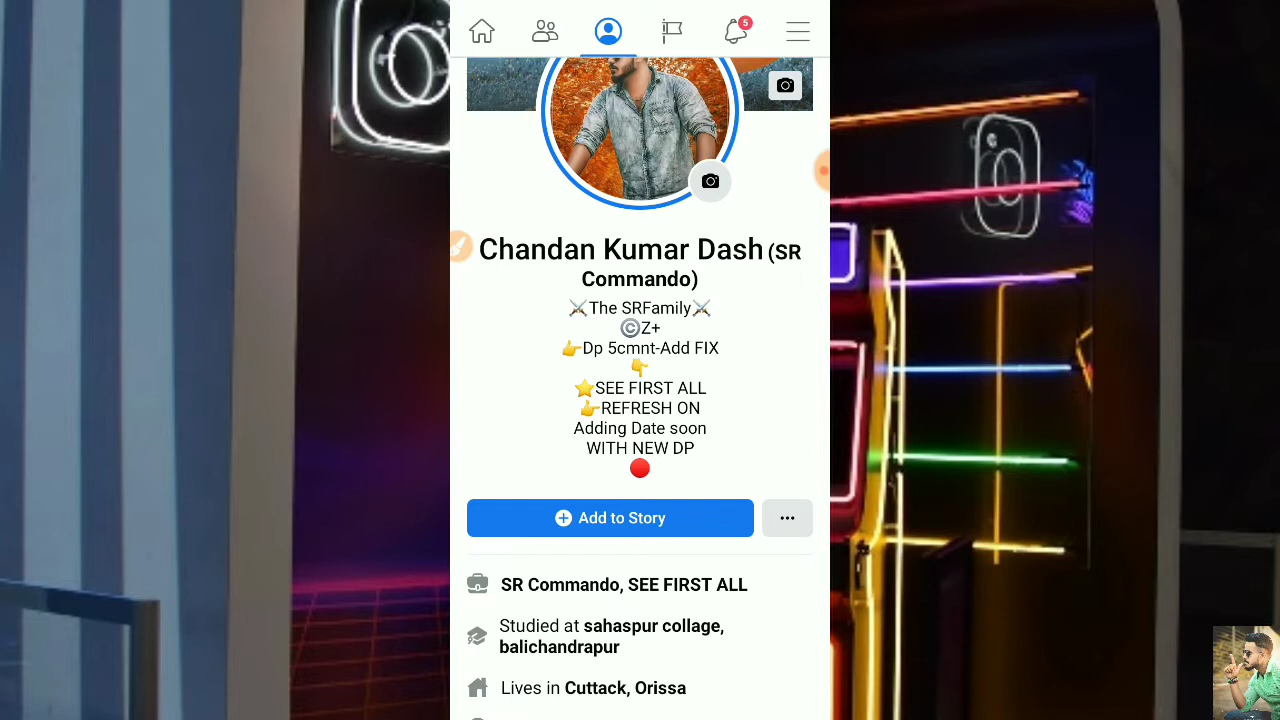 5
Chandan Kumar Dash (SR
Commando)
⚔️The SRFamily⚔️
©️Z+
👉Dp 5cmnt-Add FIX
👇
⭐SEE FIRST ALL
👉REFRESH ON
Adding Date soon
WITH NEW DP
🔴
Add to Story
SR Commando, SEE FIRST ALL
Studied at sahaspur collage,
balichandrapur
Lives in Cuttack, Orissa